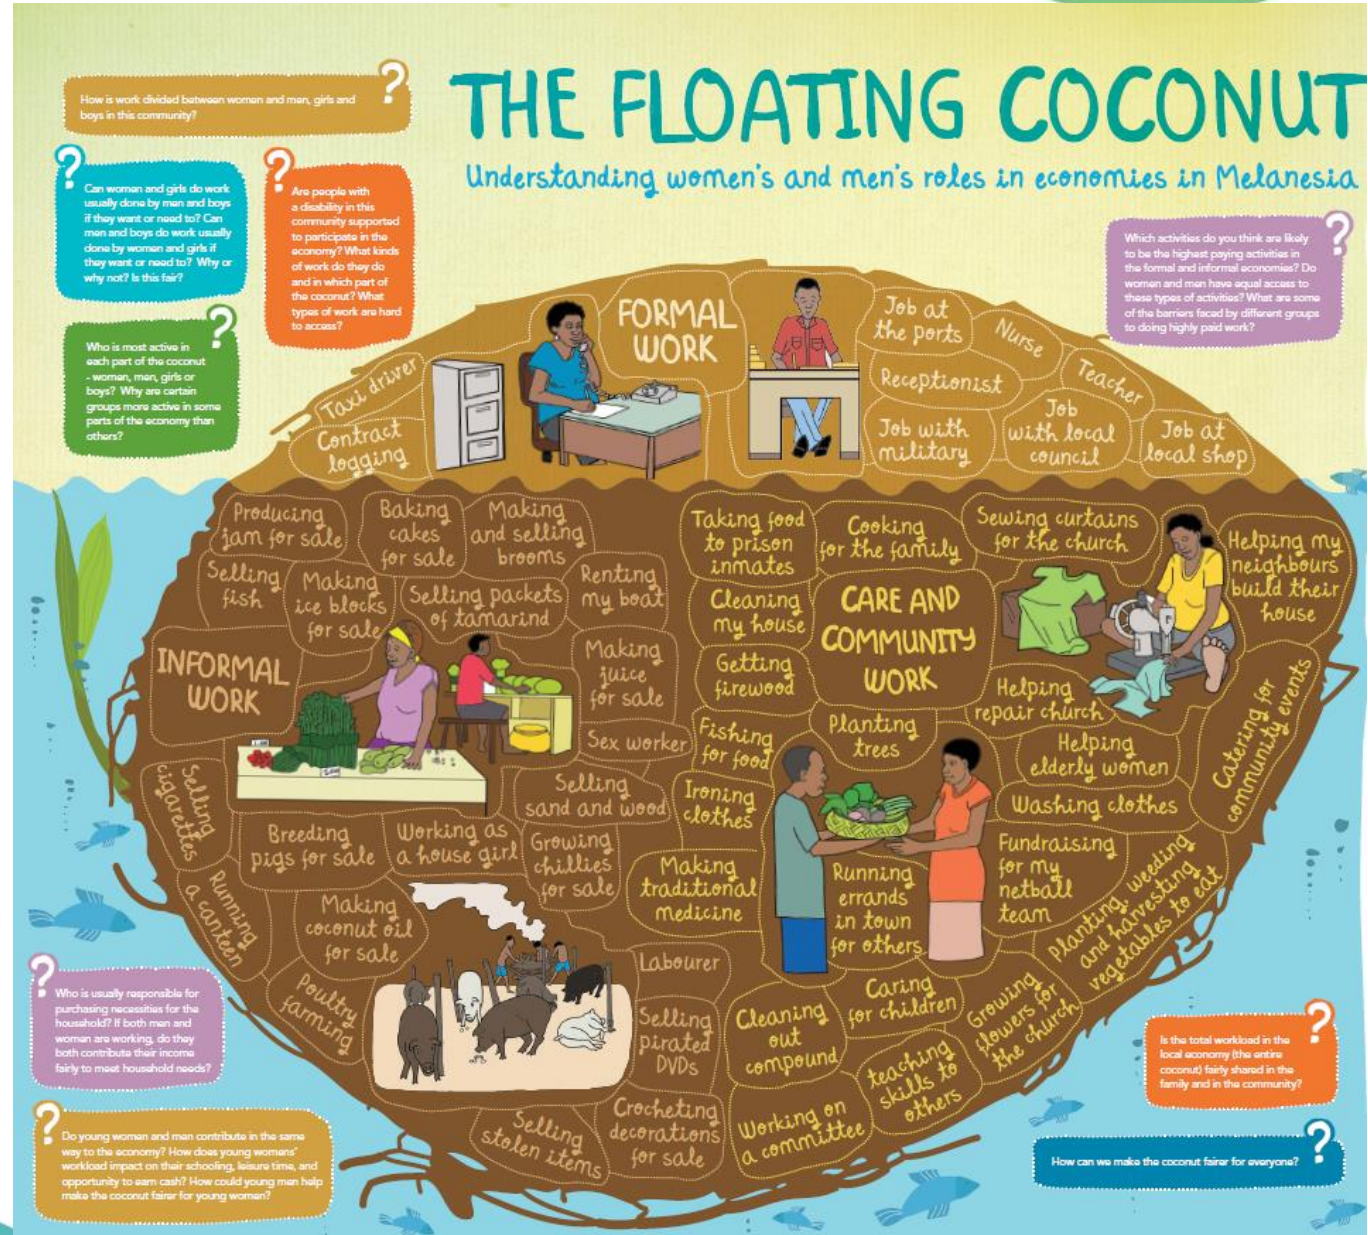 THE FLOATING COCONUT
Understanding women's and men's roles in economies in Melanesia
?
How is work divided between women and men, girls and
boys in this community?
?
Can women and girls do work
usually done by men and boys
if they want or need to? Can
men and boys do work usually
done by women and girls if
they want or need to? Why or
why not? Is this fair?
?
Are people with
a disability in this
community supported
to participate in the
economy? What kinds
of work do they do
and in which part of
the coconut? What
types of work are hard
to access?
?
Who is most active in
each part of the coconut
- women, men, girls or
boys? Why are certain
groups more active in some
parts of the economy than
others?
?
Which activities do you think are likely
to be the highest paying activities in
the formal and informal economies? Do
women and men have equal access to
these types of activities? What are some
of the barriers faced by different groups
to doing highly paid work?
FORMAL
WORK
Taxi driver
Contract
logging
Job at
the ports
Nurse
Teacher
Receptionist
Job with
military
Job
with local
council
Job at
local shop
INFORMAL
WORK
Producing
jam for sale
Baking
cakes
for sale
Making
and selling
brooms
Selling
fish
Making
ice blocks
for sale
Selling packets
of tamarind
Renting
my boat
Making
juice
for sale
Sex worker
Selling
sand and wood
Selling
cigarettes
Breeding
pigs for sale
Working as
a house girl
Growing
chillies
for sale
Running
a canteen
Making
coconut oil
for sale
Poultry
farming
Labourer
Selling
pirated
DVDs
Selling
stolen items
Crocheting
decorations
for sale
CARE AND
COMMUNITY
WORK
Taking food
to prison
inmates
Cooking
for the family
Sewing curtains
for the church
Helping my
neighbours
build their
house
Cleaning
my house
Getting
firewood
Fishing
for food
Planting
trees
Helping
repair church
Helping
elderly women
Catering for
community events
Ironing
clothes
Washing clothes
Making
traditional
medicine
Running
errands
in town
for others
Fundraising
for my
netball
team
Planting, weeding
and harvesting
vegetables to eat
Caring
for children
Growing
flowers for
the church
Cleaning
out
compound
teaching
skills to
others
Working on
a committee
?
Who is usually responsible for
purchasing necessities for the
household? If both men and
women are working, do they
both contribute their income
fairly to meet household needs?
?
Do young women and men contribute in the same
way to the economy? How does young womens'
workload impact on their schooling, leisure time, and
opportunity to earn cash? How could young men help
make the coconut fairer for young women?
?
Is the total workload in the
local economy (the entire
coconut) fairly shared in the
family and in the community?
?
How can we make the coconut fairer for everyone?